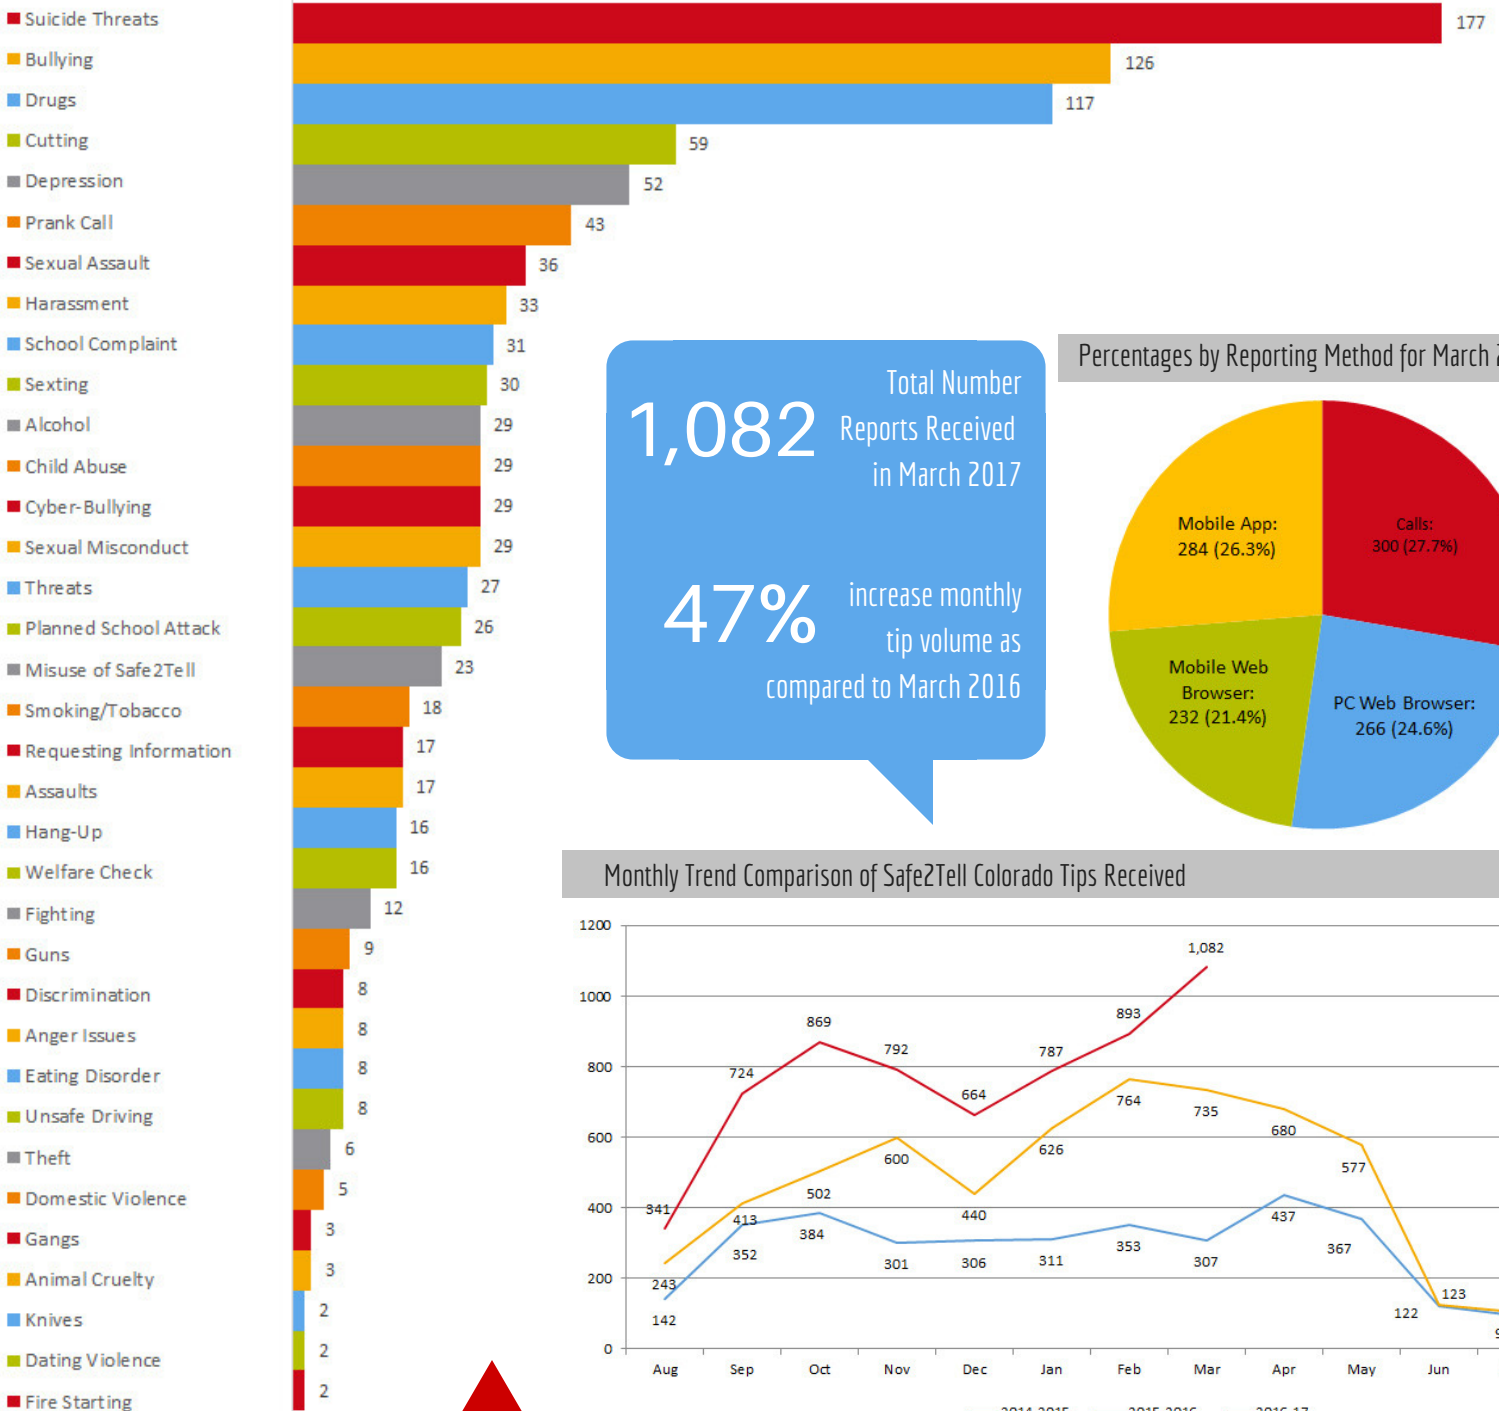 Suicide Threats 177
Bullying 126
Drugs 117
Cutting 59
Depression 52
Prank Call 43
Sexual Assault 36
Harassment 33
School Complaint 31
Sexting 30
Alcohol 29
Child Abuse 29
Cyber-Bullying 29
Sexual Misconduct 29
Threats 27
Planned School Attack 26
Misuse of Safe2Tell 23
Smoking/Tobacco 18
Requesting Information 17
Assaults 17
Hang-Up 16
Welfare Check 16
Fighting 12
Guns 9
Discrimination 8
Anger Issues 8
Eating Disorder 8
Unsafe Driving 8
Theft 6
Domestic Violence 5
Gangs 3
Animal Cruelty 3
Knives 2
Dating Violence 2
Fire Starting 2
1,082
Total Number
Reports Received
in March 2017
47%
increase monthly
tip volume as
compared to March 2016
Percentages by Reporting Method for March
Mobile App:
284 (26.3%)
Calls:
300 (27.7%)
Mobile Web
Browser:
232 (21.4%)
PC Web Browser:
266 (24.6%)
Monthly Trend Comparison of Safe2Tell Colorado Tips Received
1200
1000
800
600
400
200
0
341 724 869 792 664 787 893 1,082
243 413 502 600 440 626 764 735 680 577 123
142 352 384 301 306 311 353 307 437 367 122
Aug Sep Oct Nov Dec Jan Feb Mar Apr May Jun
2014-2015 2015-2016 2016-17